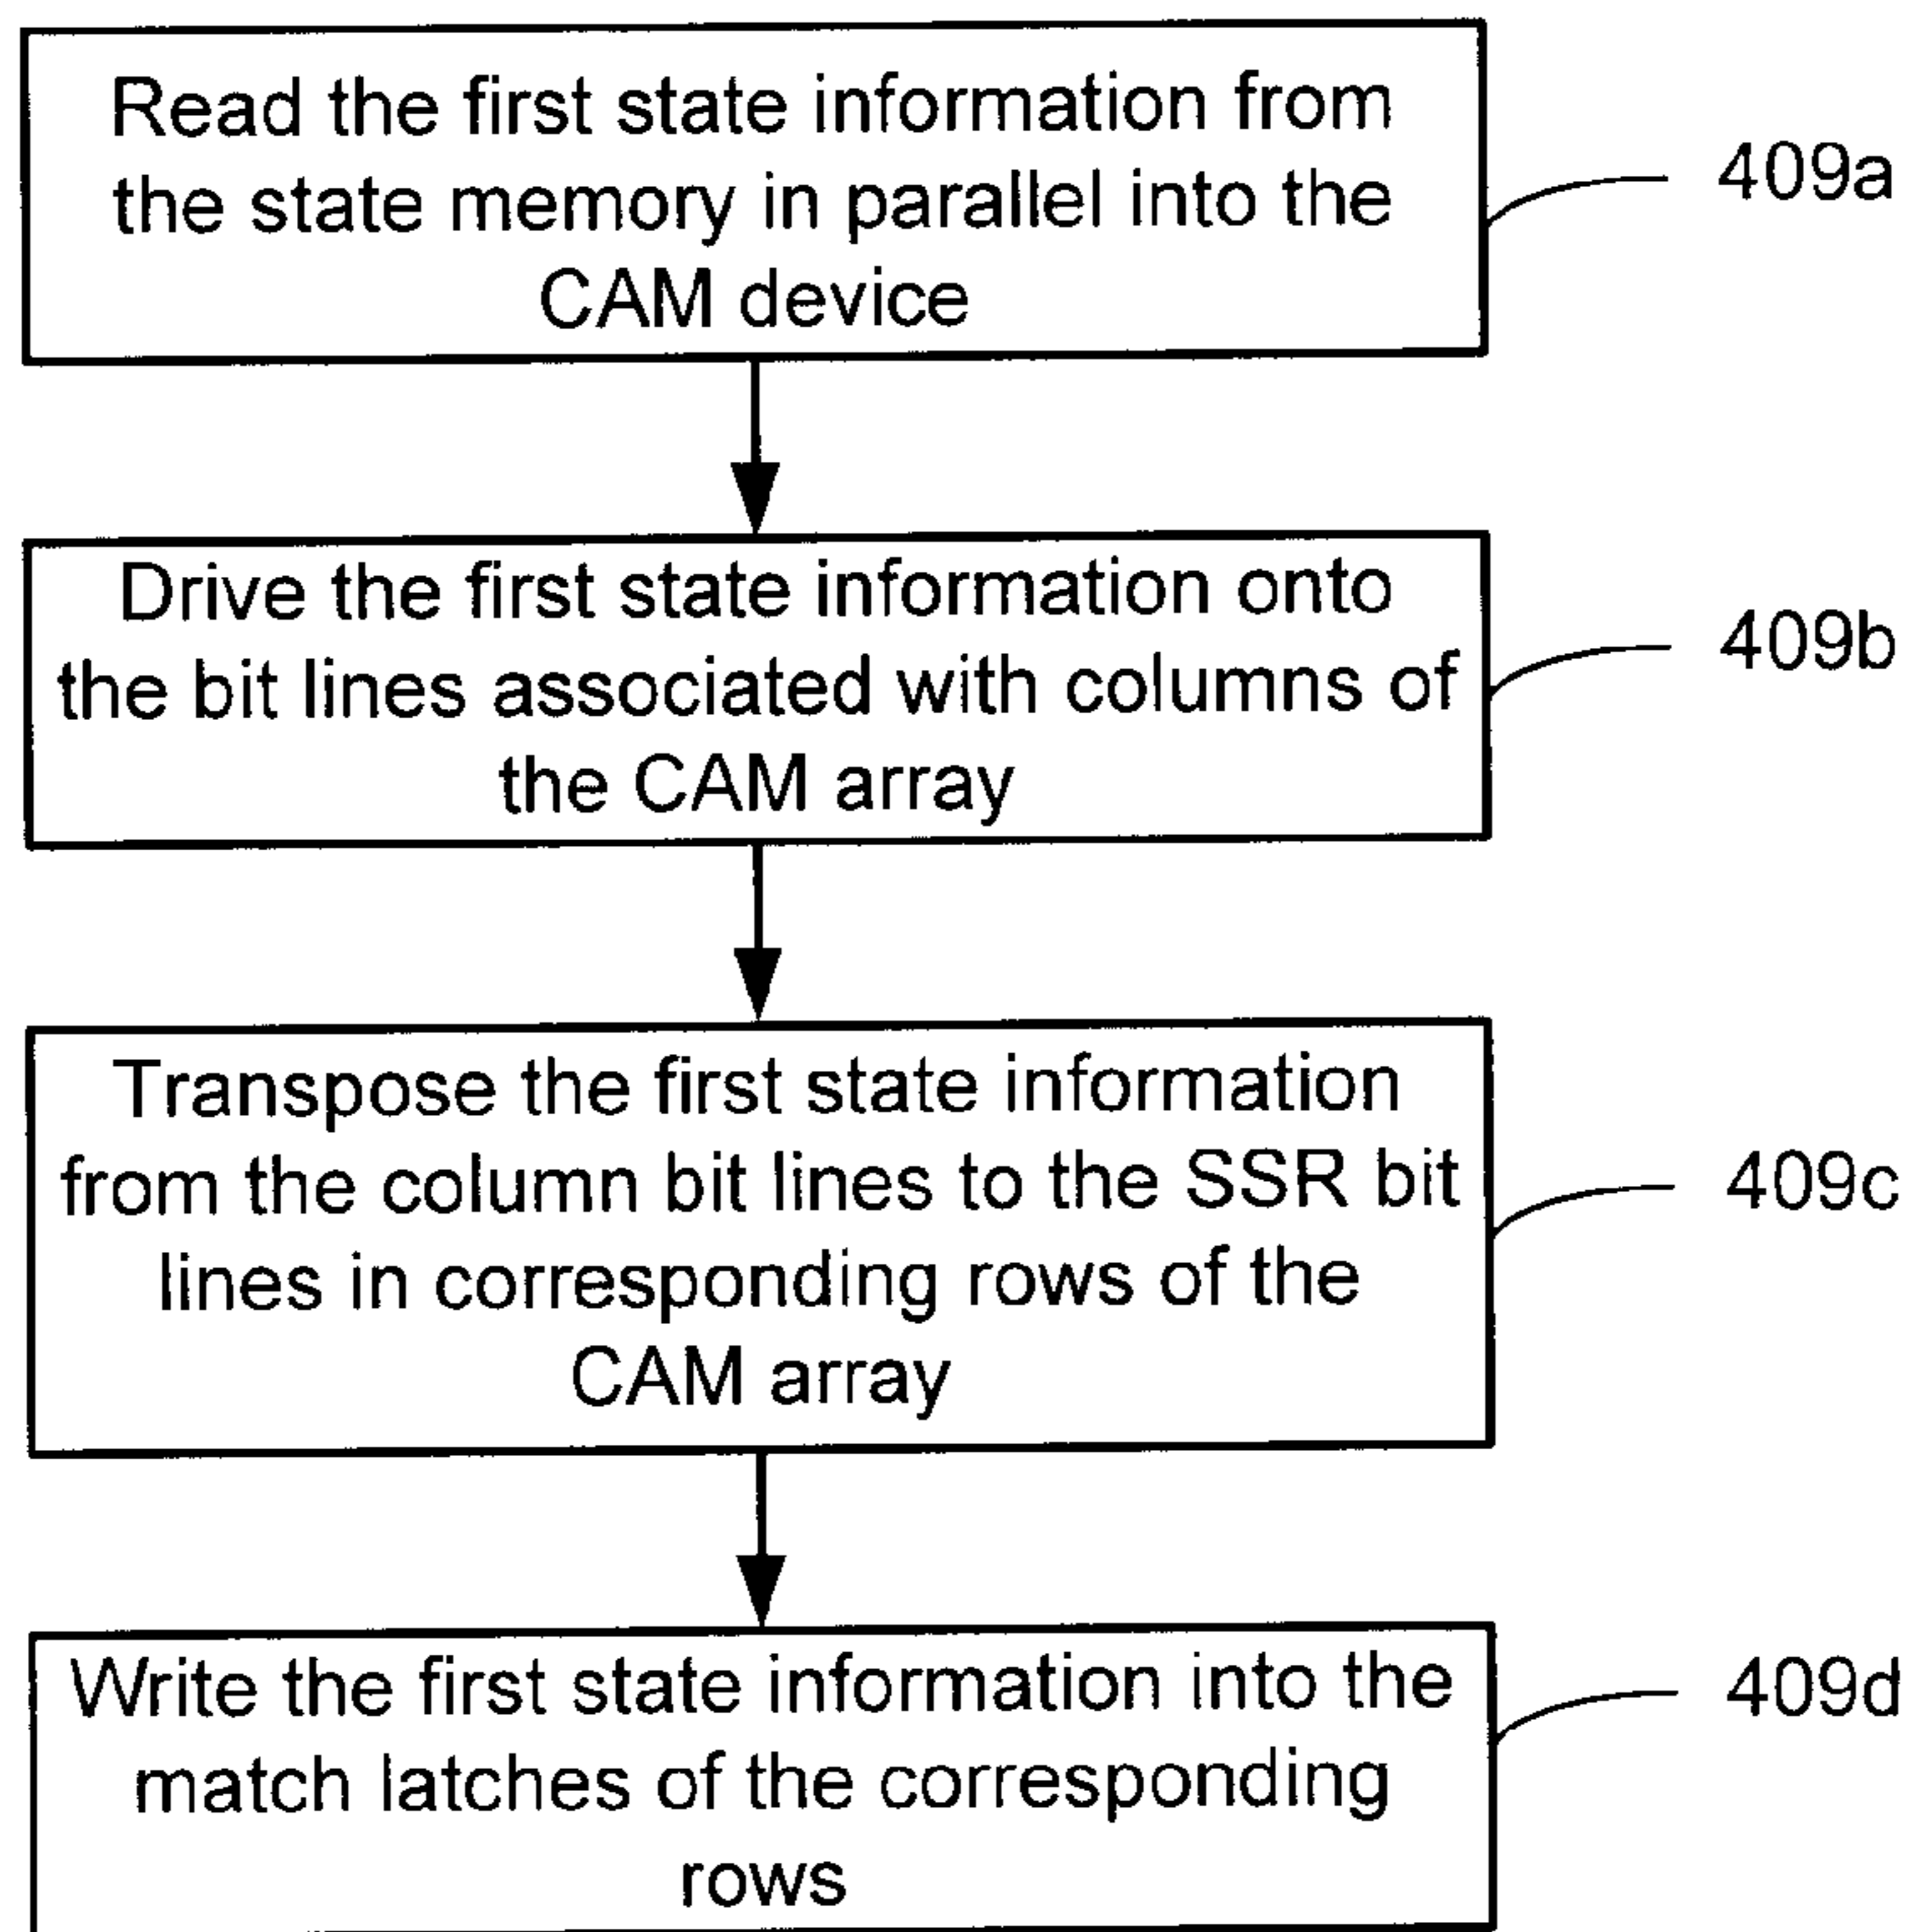 Read the first state information from
the state memory in parallel into the
CAM device
409a
Drive the first state information onto
the bit lines associated with columns of
the CAM array
409b
Transpose the first state information
from the column bit lines to the SSR bit
lines in corresponding rows of the
CAM array
409c
Write the first state information into the
match latches of the corresponding
rows
409d